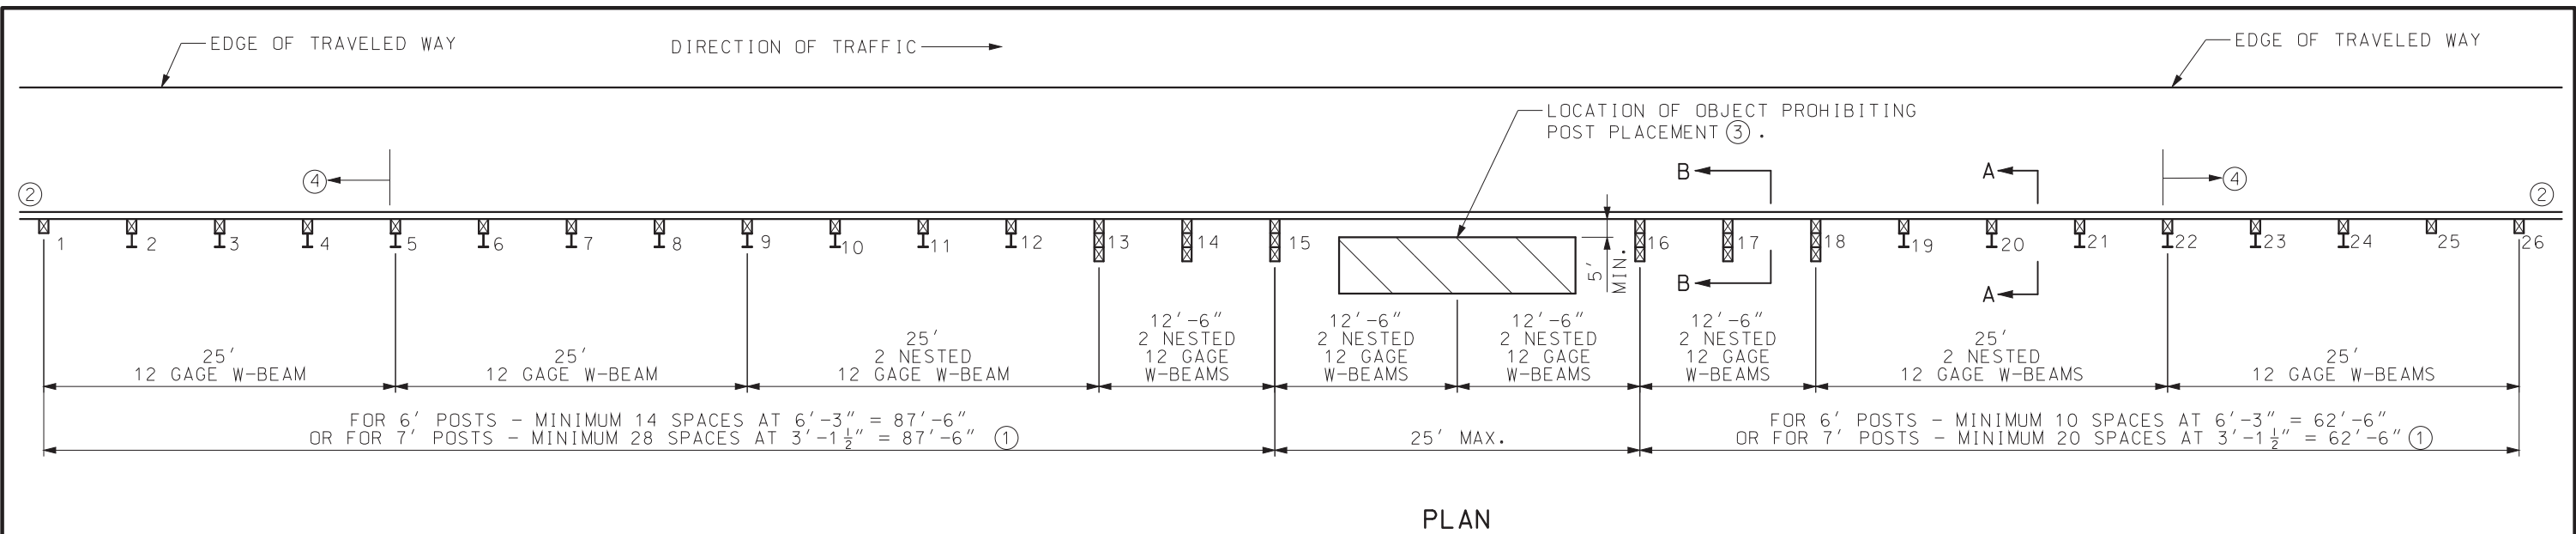 EDGE OF TRAVELED WAY
DIRECTION OF TRAFFIC
EDGE OF TRAVELED WAY
LOCATION OF OBJECT PROHIBITING
POST PLACEMENT ③ .
④
B
A
④
②
②
1 2 3 4 5 6 7 8 9 10 11 12 13 14 15 16 17 18 19 20 21 22 23 24 25 26
5'
MIN.
B
A
25'
12 GAGE W-BEAM
25'
12 GAGE W-BEAM
25'
2 NESTED
12 GAGE W-BEAM
12'-6"
2 NESTED
12 GAGE
W-BEAMS
12'-6"
2 NESTED
12 GAGE
W-BEAMS
12'-6"
2 NESTED
12 GAGE
W-BEAMS
12'-6"
2 NESTED
12 GAGE
W-BEAMS
25'
2 NESTED
12 GAGE W-BEAMS
25'
12 GAGE W-BEAMS
FOR 6' POSTS - MINIMUM 14 SPACES AT 6'-3" = 87'-6"
OR FOR 7' POSTS - MINIMUM 28 SPACES AT 3'-1½" = 87'-6" ①
25' MAX.
FOR 6' POSTS - MINIMUM 10 SPACES AT 6'-3" = 62'-6"
OR FOR 7' POSTS - MINIMUM 20 SPACES AT 3'-1½" = 62'-6" ①
PLAN